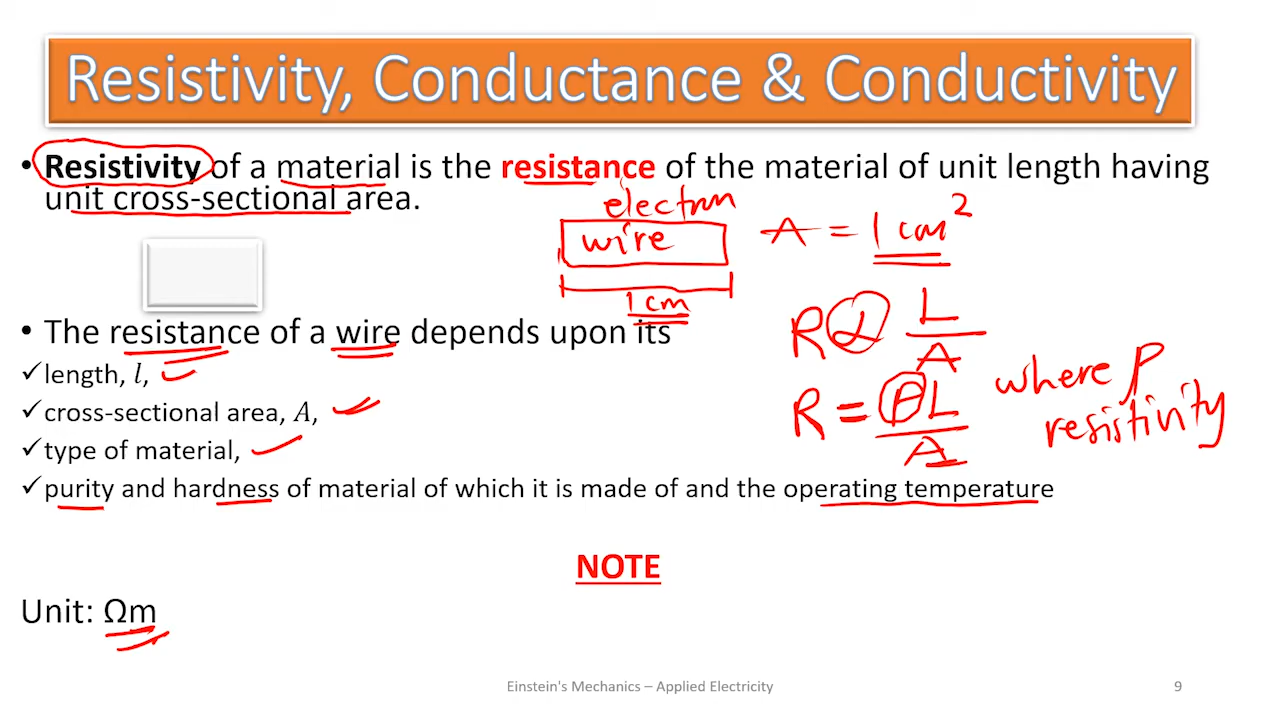 Resistivity, Conductance & Conductivity
• Resistivity of a material is the resistance of the material of unit length having
unit cross-sectional area.
electron
wire
A = 1 cm²
1 cm
• The resistance of a wire depends upon its
R α L/A
✓length, l,
R = ρL/A
where ρ
resistivity
✓cross-sectional area, A,
✓type of material,
✓purity and hardness of material of which it is made of and the operating temperature
NOTE
Unit: Ωm
Einstein's Mechanics – Applied Electricity
9